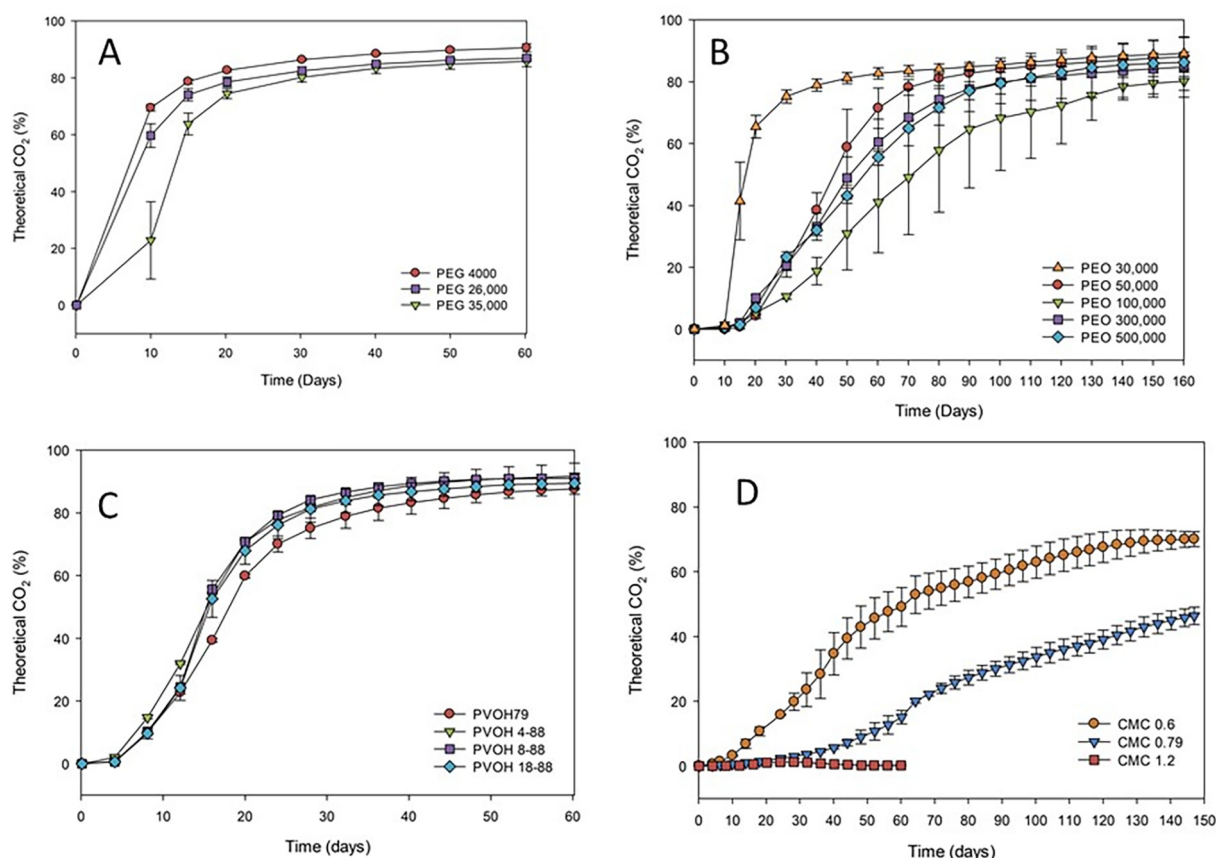 A
Theoretical CO2 (%)
100
80
60
40
20
0
PEG 4000
PEG 26,000
PEG 35,000
0 10 20 30 40 50 60
Time (Days)
B
Theoretical CO2 (%)
100
80
60
40
20
0
PEO 30,000
PEO 50,000
PEO 100,000
PEO 300,000
PEO 500,000
0 10 20 30 40 50 60 70 80 90 100 110 120 130 140 150 160
Time (Days)
C
Theoretical CO2 (%)
100
80
60
40
20
0
PVOH79
PVOH 4-88
PVOH 8-88
PVOH 18-88
0 10 20 30 40 50 60
Time (days)
D
Theoretical CO2 (%)
100
80
60
40
20
0
CMC 0.6
CMC 0.79
CMC 1.2
0 10 20 30 40 50 60 70 80 90 100 110 120 130 140 150
Time (days)